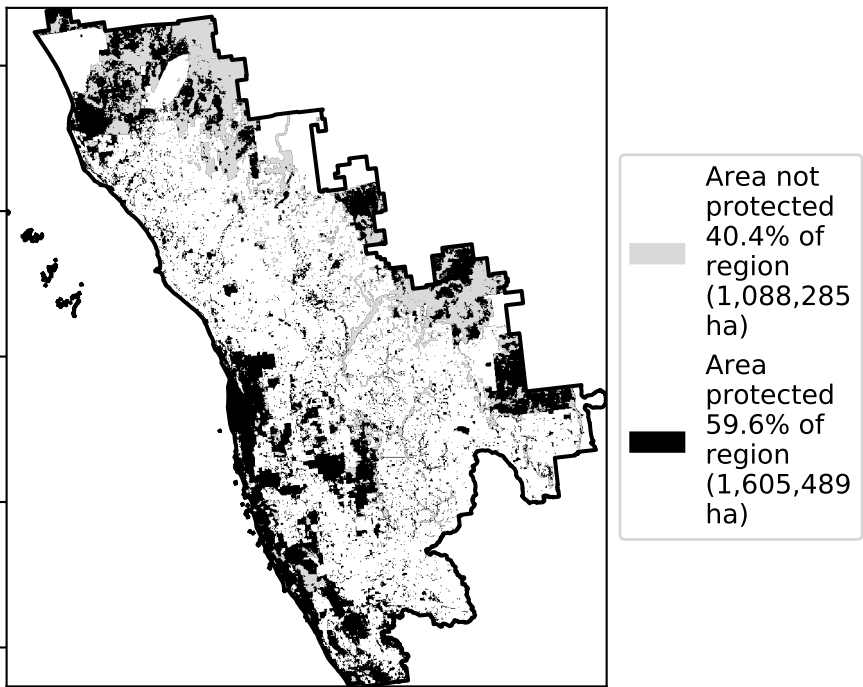 Area not
protected
40.4% of
region
(1,088,285
ha)
Area
protected
59.6% of
region
(1,605,489
ha)